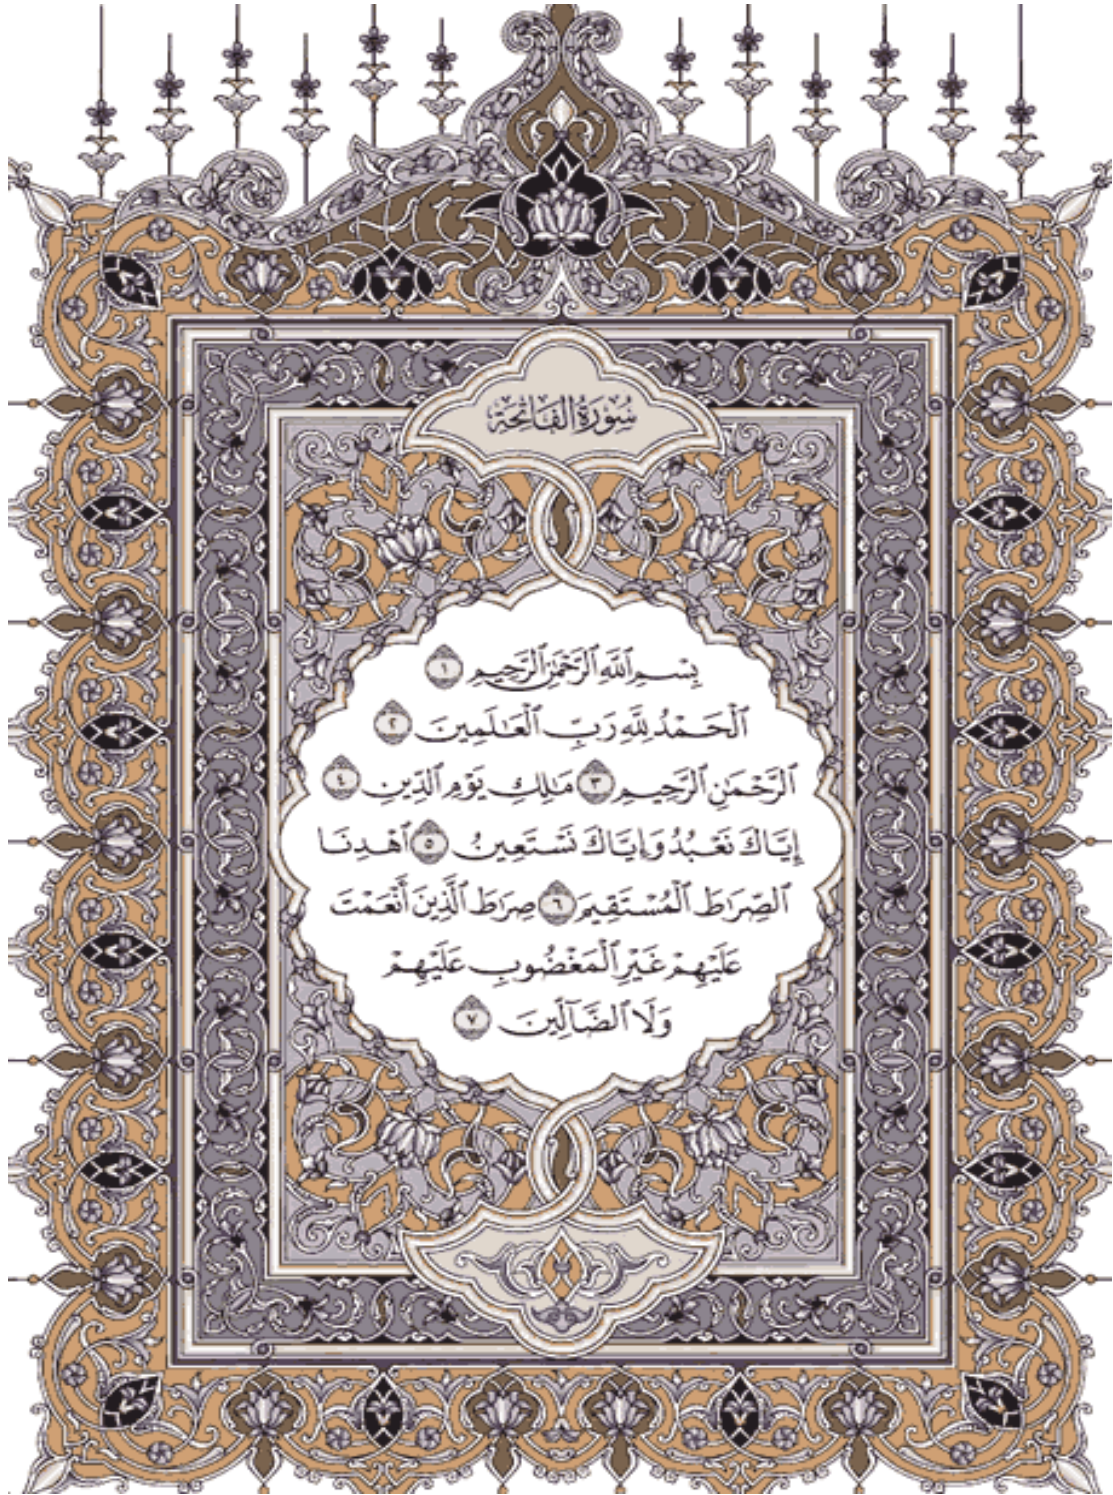 سُورَةُ الفَاتِحَة
بِسْمِ ٱللَّهِ ٱلرَّحْمَٰنِ ٱلرَّحِيمِ ١
ٱلْحَمْدُ لِلَّهِ رَبِّ ٱلْعَٰلَمِينَ ٢
ٱلرَّحْمَٰنِ ٱلرَّحِيمِ ٣ مَٰلِكِ يَوْمِ ٱلدِّينِ ٤
إِيَّاكَ نَعْبُدُ وَإِيَّاكَ نَسْتَعِينُ ٥ ٱهْدِنَا
ٱلصِّرَٰطَ ٱلْمُسْتَقِيمَ ٦ صِرَٰطَ ٱلَّذِينَ أَنْعَمْتَ
عَلَيْهِمْ غَيْرِ ٱلْمَغْضُوبِ عَلَيْهِمْ
وَلَا ٱلضَّآلِّينَ ٧